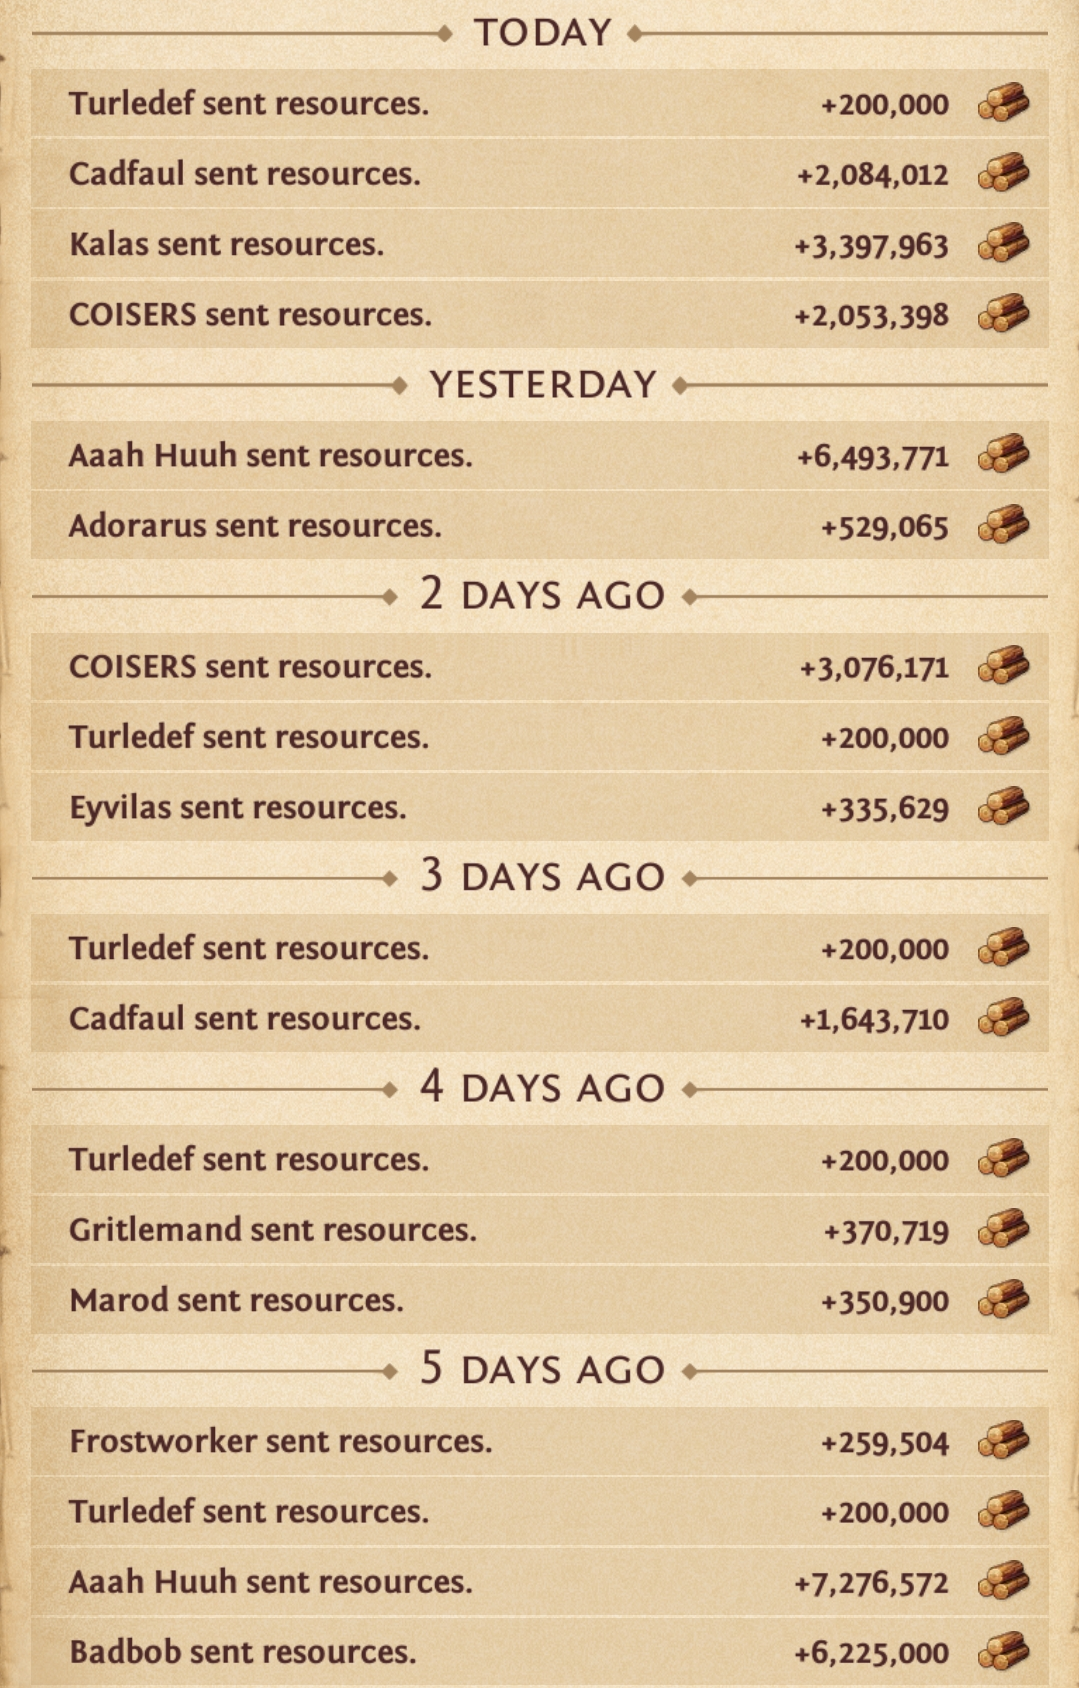 TODAY
Turledef sent resources. +200,000
Cadfaul sent resources. +2,084,012
Kalas sent resources. +3,397,963
COISERS sent resources. +2,053,398
YESTERDAY
Aaah Huuh sent resources. +6,493,771
Adorarus sent resources. +529,065
2 DAYS AGO
COISERS sent resources. +3,076,171
Turledef sent resources. +200,000
Eyvilas sent resources. +335,629
3 DAYS AGO
Turledef sent resources. +200,000
Cadfaul sent resources. +1,643,710
4 DAYS AGO
Turledef sent resources. +200,000
Gritlemand sent resources. +370,719
Marod sent resources. +350,900
5 DAYS AGO
Frostworker sent resources. +259,504
Turledef sent resources. +200,000
Aaah Huuh sent resources. +7,276,572
Badbob sent resources. +6,225,000